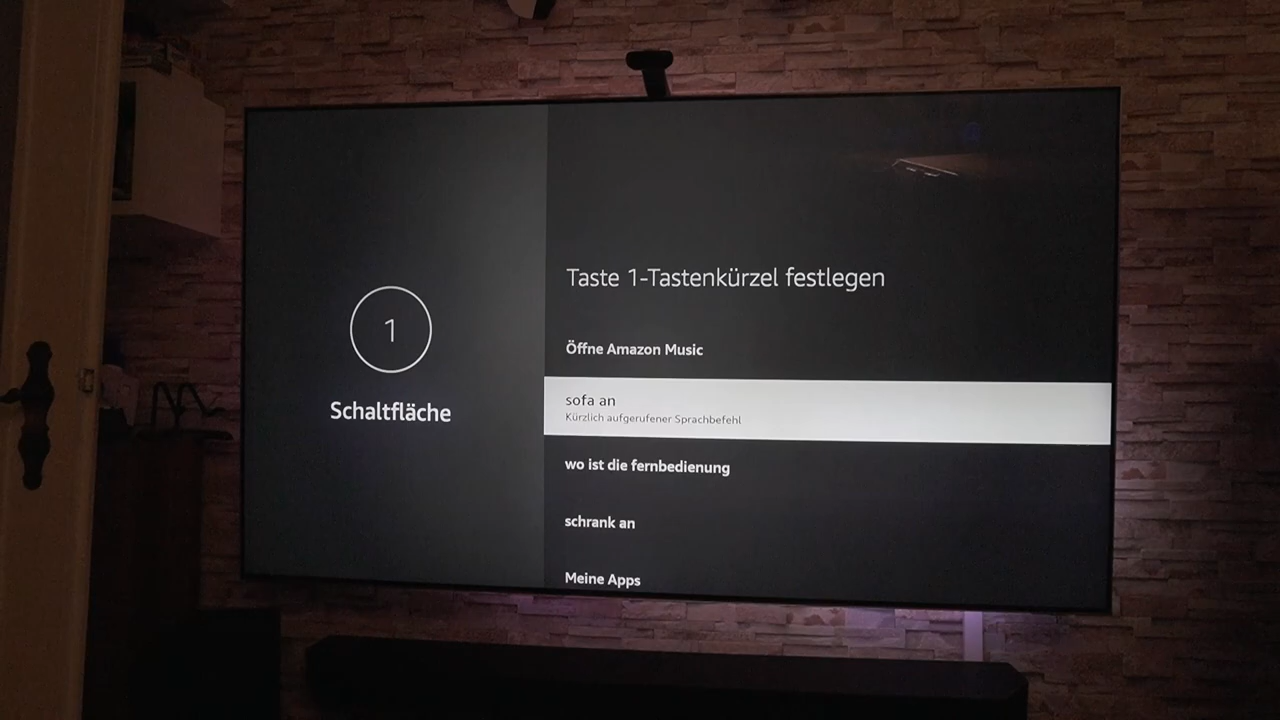 1
Schaltfläche
Taste 1-Tastenkürzel festlegen
Öffne Amazon Music
sofa an
Kürzlich aufgerufener Sprachbefehl
wo ist die fernbedienung
schrank an
Meine Apps